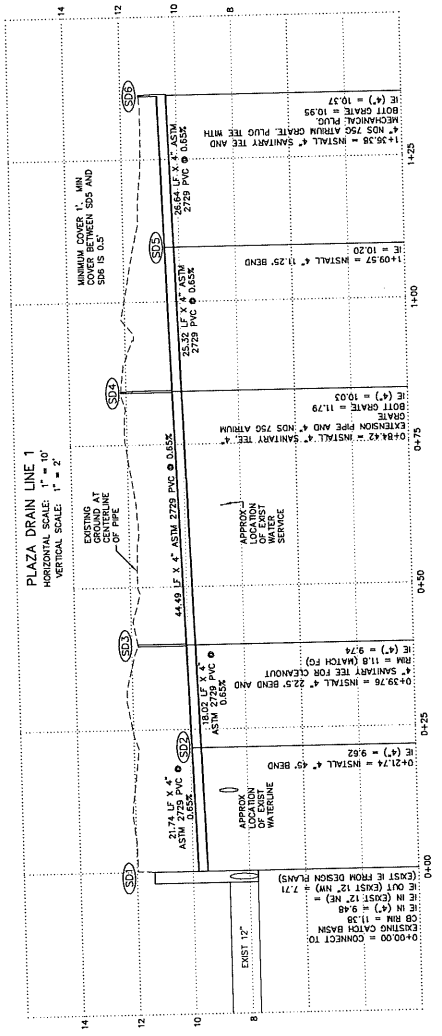 PLAZA DRAIN LINE 1
HORIZONTAL SCALE: 1" = 10'
VERTICAL SCALE: 1" = 2'
14
12
10
8
SD1
SD2
SD3
SD4
SD5
SD6
EXISTING
GROUND AT
CENTERLINE
OF PIPE
MINIMUM COVER 1'. MIN
COVER BETWEEN SD5 AND
SD6 IS 0.5'
21.74 LF X 4"
ASTM 2729 PVC @
0.65%
18.02 LF X 4"
ASTM 2729 PVC @
0.65%
44.49 LF X 4" ASTM 2729 PVC @ 0.65%
25.32 LF X 4" ASTM
2729 PVC @ 0.65%
26.64 LF X 4" ASTM
2729 PVC @ 0.65%
EXIST 12"
APPROX
LOCATION
OF EXIST
WATERLINE
APPROX
LOCATION
OF EXIST
WATER
SERVICE
0+00.00 = CONNECT TO
EXISTING CATCH BASIN
CB RIM = 11.38
IE IN (4") = 9.48
IE IN (EXIST 12" NE) =
IE OUT (EXIST 12" NW) = 7.71
(EXIST IE FROM DESIGN PLANS)
0+21.74 = INSTALL 4" 45° BEND
IE (4") = 9.62
0+39.76 = INSTALL 4" 22.5° BEND AND
4" SANITARY TEE FOR CLEANOUT
RIM = 11.8 (MATCH FG)
IE (4") = 9.74
0+84.42 = INSTALL 4" SANITARY TEE, 4"
EXTENSION PIPE AND 4" NDS 75G ATRIUM
GRATE
BOTT GRATE = 11.79
IE (4") = 10.03
1+09.57 = INSTALL 4" 11.25° BEND
IE = 10.20
1+36.38 = INSTALL 4" SANITARY TEE AND
4" NDS 75G ATRIUM GRATE. PLUG TEE WITH
MECHANICAL PLUG.
BOTT GRATE = 10.95
IE (4") = 10.37
0+00
0+25
0+50
0+75
1+00
1+25
14
12
10
8